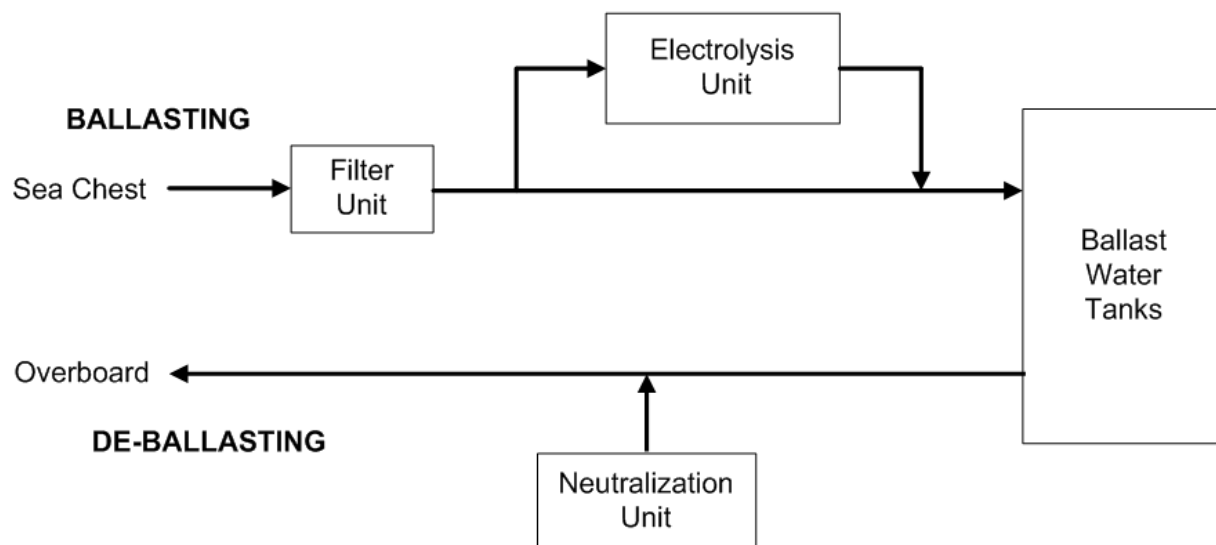 Electrolysis
Unit
BALLASTING
Sea Chest
Filter
Unit
Ballast
Water
Tanks
Overboard
DE-BALLASTING
Neutralization
Unit